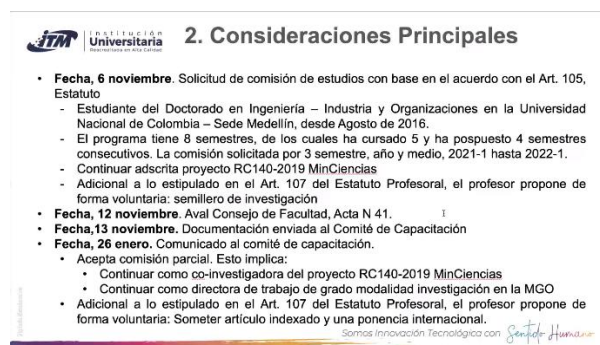 iTM
Institución
Universitaria
Reacreditada en Alta Calidad
2. Consideraciones Principales
• Fecha, 6 noviembre. Solicitud de comisión de estudios con base en el acuerdo con el Art. 105,
Estatuto
- Estudiante del Doctorado en Ingeniería – Industria y Organizaciones en la Universidad
Nacional de Colombia – Sede Medellín, desde Agosto de 2016.
- El programa tiene 8 semestres, de los cuales ha cursado 5 y ha pospuesto 4 semestres
consecutivos. La comisión solicitada por 3 semestre, año y medio, 2021-1 hasta 2022-1.
- Continuar adscrita proyecto RC140-2019 MinCiencias
- Adicional a lo estipulado en el Art. 107 del Estatuto Profesoral, el profesor propone de
forma voluntaria: semillero de investigación
• Fecha, 12 noviembre. Aval Consejo de Facultad, Acta N 41.
• Fecha,13 noviembre. Documentación enviada al Comité de Capacitación
• Fecha, 26 enero. Comunicado al comité de capacitación.
• Acepta comisión parcial. Esto implica:
• Continuar como co-investigadora del proyecto RC140-2019 MinCiencias
• Continuar como directora de trabajo de grado modalidad investigación en la MGO
• Adicional a lo estipulado en el Art. 107 del Estatuto Profesoral, el profesor propone de
forma voluntaria: Someter artículo indexado y una ponencia internacional.
Somos Innovación Tecnológica con Sentido Humano